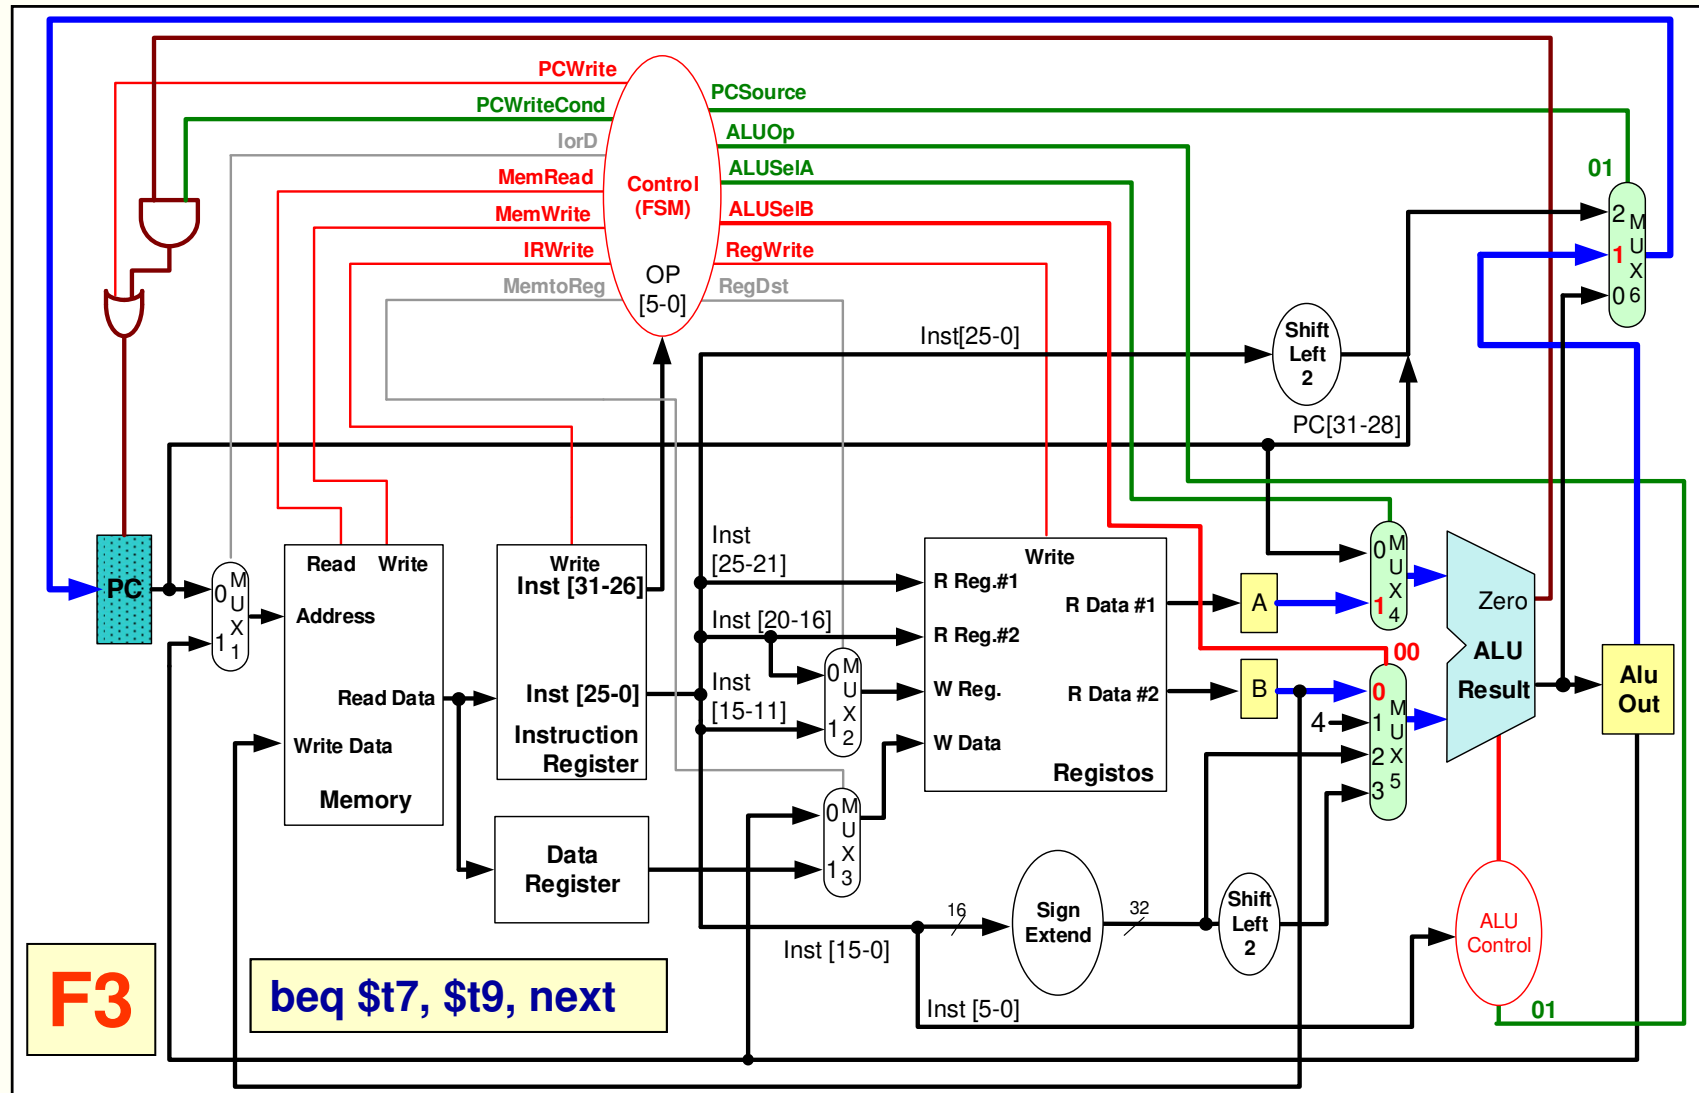 PCWrite
PCWriteCond
IorD
MemRead
MemWrite
IRWrite
MemtoReg
Control
(FSM)
OP
[5-0]
PCSource
ALUOp
ALUSelA
ALUSelB
RegWrite
RegDst
01
2
1
0
M
U
X
6
Inst[25-0]
Shift
Left
2
PC[31-28]
PC
0
1
M
U
X
1
Read
Write
Address
Read Data
Write Data
Memory
Write
Inst [31-26]
Inst [25-0]
Instruction
Register
Data
Register
Inst
[25-21]
Inst [20-16]
Inst
[15-11]
0
1
M
U
X
2
0
1
M
U
X
3
Write
R Reg.#1
R Reg.#2
W Reg.
W Data
R Data #1
R Data #2
Registos
A
B
0
1
M
U
X
4
00
0
4
1
2
3
M
U
X
5
Zero
ALU
Result
Alu
Out
16
Sign
Extend
32
Shift
Left
2
Inst [15-0]
Inst [5-0]
ALU
Control
01
F3
beq $t7, $t9, next